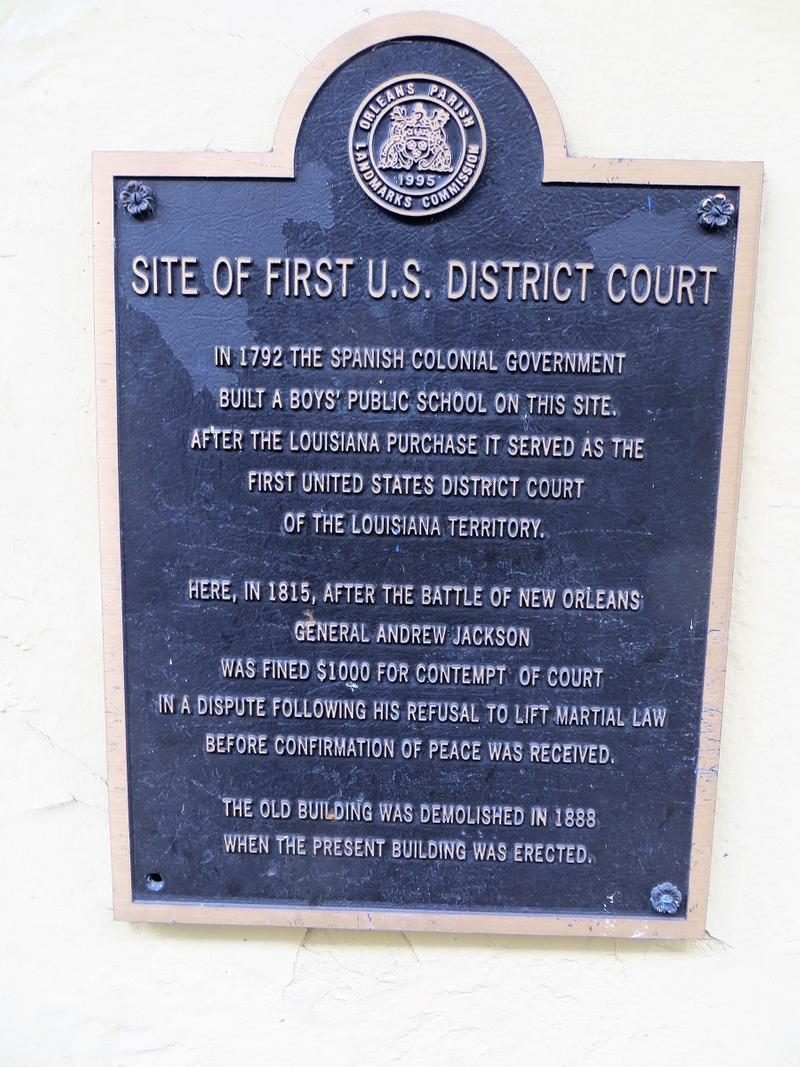 ORLEANS PARISH
LANDMARKS COMMISSION
1995
SITE OF FIRST U.S. DISTRICT COURT
IN 1792 THE SPANISH COLONIAL GOVERNMENT
BUILT A BOYS' PUBLIC SCHOOL ON THIS SITE.
AFTER THE LOUISIANA PURCHASE IT SERVED AS THE
FIRST UNITED STATES DISTRICT COURT
OF THE LOUISIANA TERRITORY.
HERE, IN 1815, AFTER THE BATTLE OF NEW ORLEANS
GENERAL ANDREW JACKSON
WAS FINED $1000 FOR CONTEMPT OF COURT
IN A DISPUTE FOLLOWING HIS REFUSAL TO LIFT MARTIAL LAW
BEFORE CONFIRMATION OF PEACE WAS RECEIVED.
THE OLD BUILDING WAS DEMOLISHED IN 1888
WHEN THE PRESENT BUILDING WAS ERECTED.